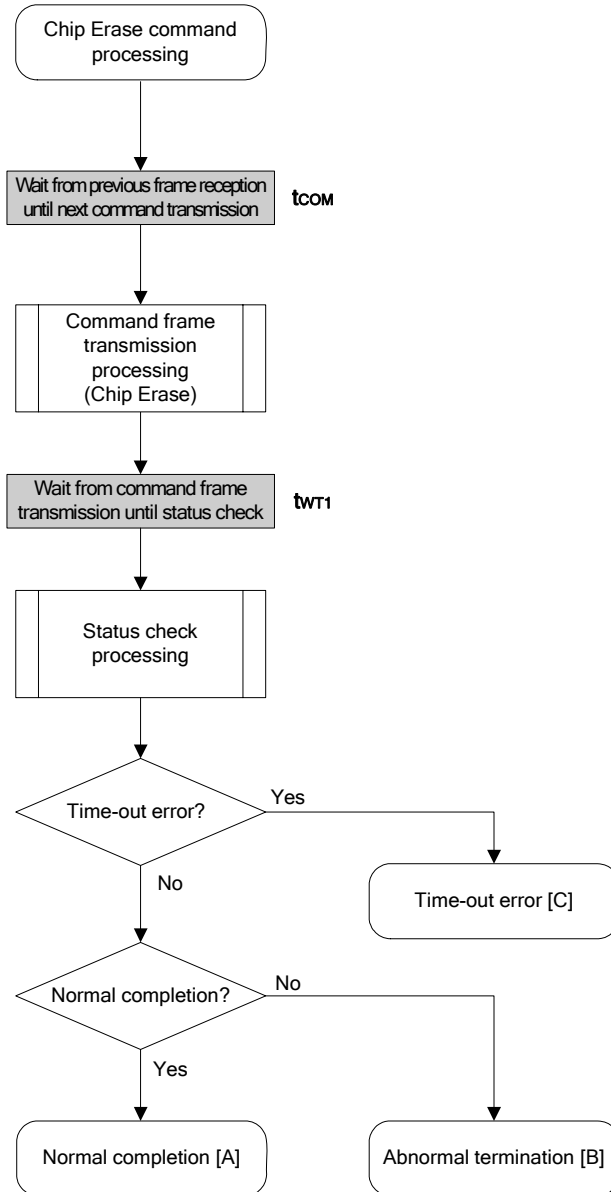 Chip Erase command
processing
Wait from previous frame reception
until next command transmission
tCOM
Command frame
transmission
processing
(Chip Erase)
Wait from command frame
transmission until status check
tWT1
Status check
processing
Time-out error?
Yes
No
Time-out error [C]
Normal completion?
No
Yes
Normal completion [A]
Abnormal termination [B]